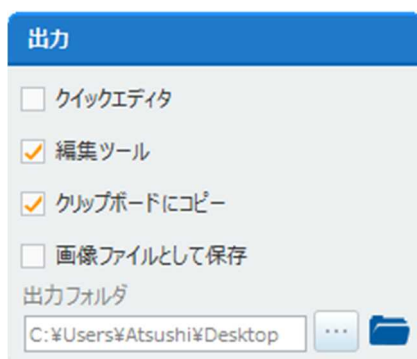 出力
クイックエディタ
編集ツール
クリップボードにコピー
画像ファイルとして保存
出力フォルダ
C:¥Users¥Atsushi¥Desktop ...